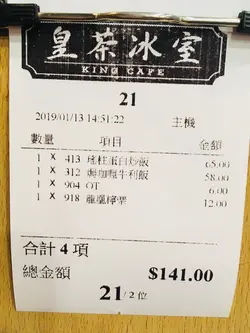 皇茶冰室
KING CAFE
21
2019/01/13 14:51:22 主機
數量 項目 金額
1 X 413 瑤柱蛋白炒飯 65.00
1 X 312 焗咖喱牛利飯 58.00
1 X 904 OT 6.00
1 X 918 龍鳳檸樂 12.00
合計 4 項
總金額 $141.00
21 / 2 位